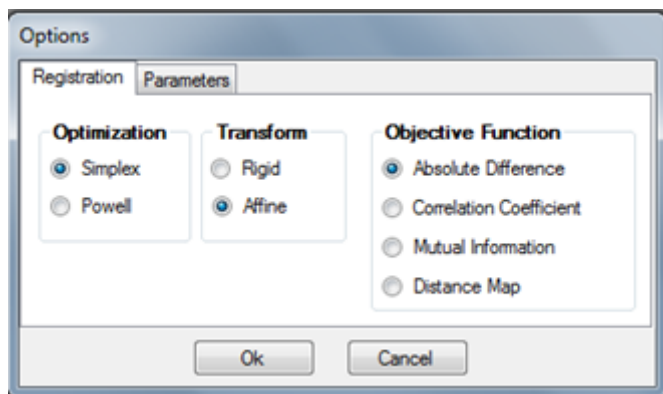 Options
Registration Parameters
Optimization Transform Objective Function
Simplex Rigid Absolute Difference
Powell Affine Correlation Coefficient
Mutual Information
Distance Map
Ok Cancel